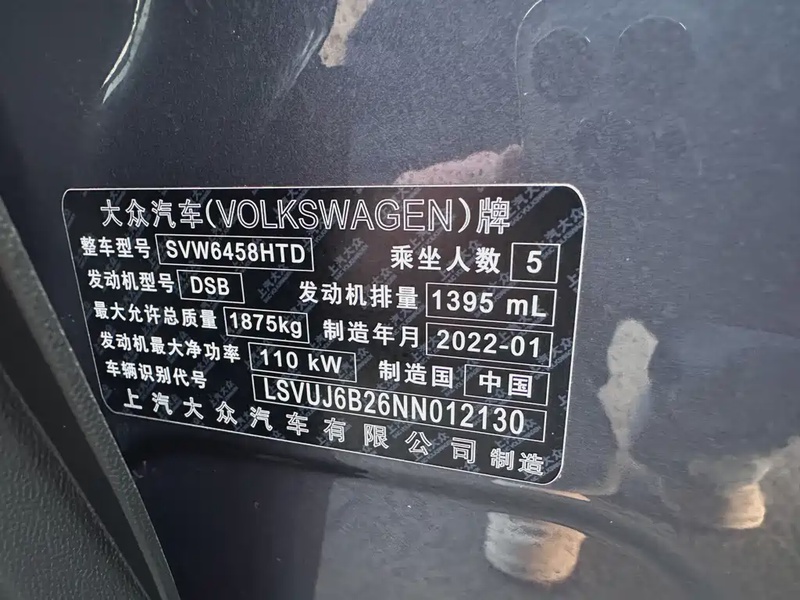 大众汽车(VOLKSWAGEN)牌
整车型号 SVW6458HTD 乘坐人数 5
发动机型号 DSB 发动机排量 1395 mL
最大允许总质量 1875kg 制造年月 2022-01
发动机最大净功率 110 kW 制造国 中国
车辆识别代号 LSVUJ6B26NN012130
上汽大众汽车有限公司 制造